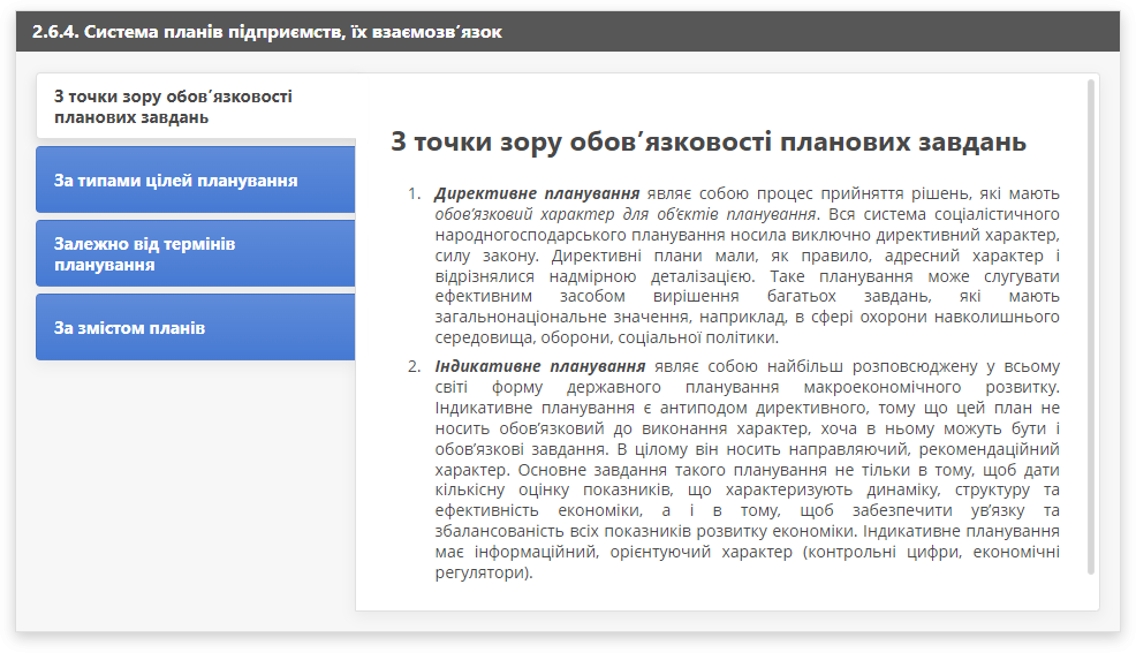 2.6.4. Система планів підприємств, їх взаємозв’язок
З точки зору обов’язковості
планових завдань
За типами цілей планування
Залежно від термінів
планування
За змістом планів
З точки зору обов’язковості планових завдань
1. Директивне планування являє собою процес прийняття рішень, які мають
обов’язковий характер для об’єктів планування. Вся система соціалістичного
народногосподарського планування носила виключно директивний характер,
силу закону. Директивні плани мали, як правило, адресний характер і
відрізнялися надмірною деталізацією. Таке планування може слугувати
ефективним засобом вирішення багатьох завдань, які мають
загальнонаціональне значення, наприклад, в сфері охорони навколишнього
середовища, оборони, соціальної політики.
2. Індикативне планування являє собою найбільш розповсюджену у всьому
світі форму державного планування макроекономічного розвитку.
Індикативне планування є антиподом директивного, тому що цей план не
носить обов’язковий до виконання характер, хоча в ньому можуть бути і
обов’язкові завдання. В цілому він носить направляючий, рекомендаційний
характер. Основне завдання такого планування не тільки в тому, щоб дати
кількісну оцінку показників, що характеризують динаміку, структуру та
ефективність економіки, а і в тому, щоб забезпечити ув’язку та
збалансованість всіх показників розвитку економіки. Індикативне планування
має інформаційний, орієнтуючий характер (контрольні цифри, економічні
регулятори).